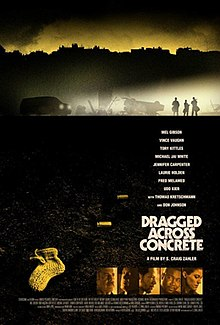 MEL GIBSON
VINCE VAUGHN
TORY KITTLES
MICHAEL JAI WHITE
JENNIFER CARPENTER
LAURIE HOLDEN
FRED MELAMED
UDO KIER
WITH THOMAS KRETSCHMANN
AND DON JOHNSON
DRAGGED
ACROSS
CONCRETE
A FILM BY S. CRAIG ZAHLER